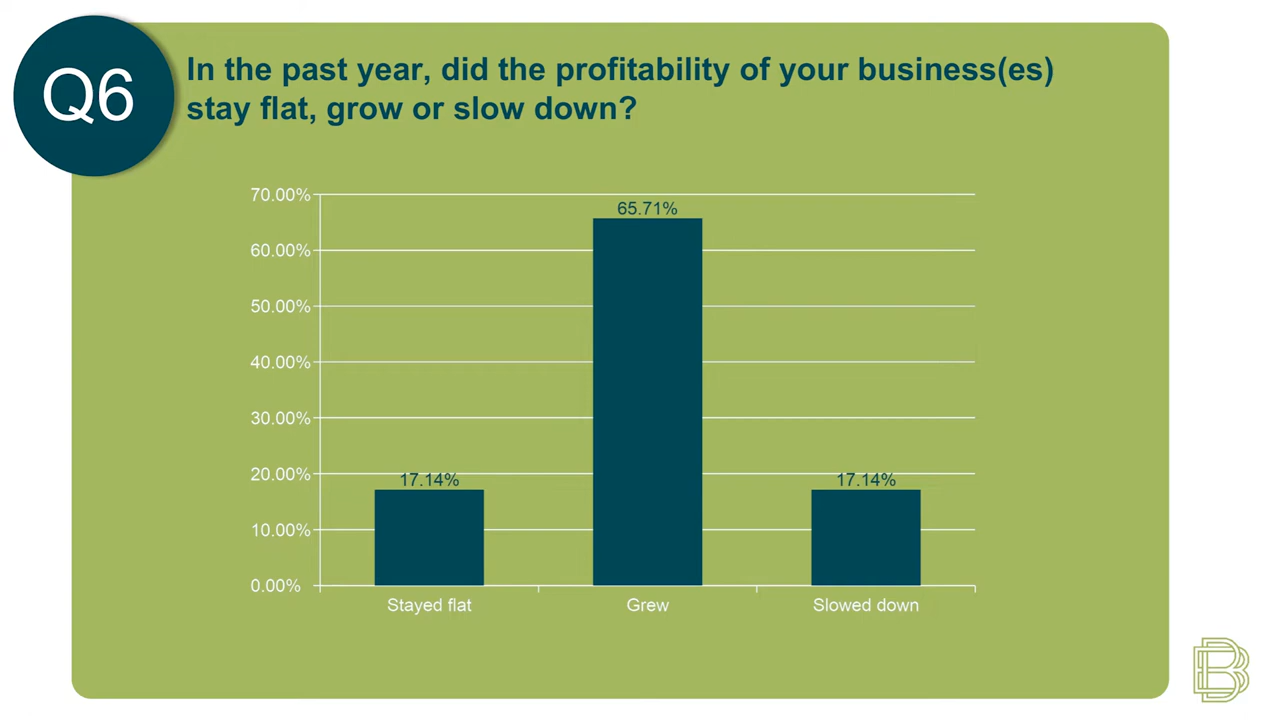 Q6
In the past year, did the profitability of your business(es)
stay flat, grow or slow down?
70.00%
60.00%
50.00%
40.00%
30.00%
20.00%
10.00%
0.00%
17.14%
65.71%
17.14%
Stayed flat
Grew
Slowed down